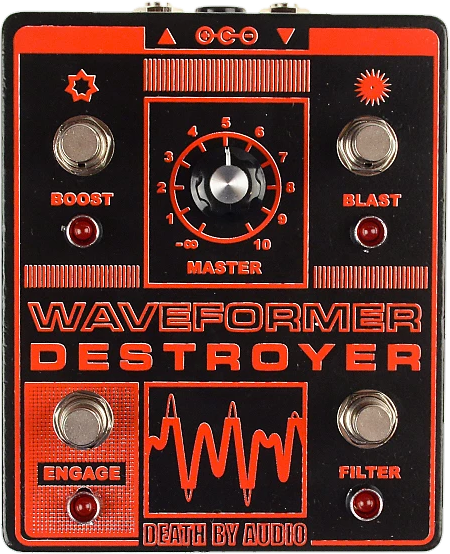 BOOST
5
4
6
3
7
2
8
1
9
-∞
10
MASTER
BLAST
WAVEFORMER
DESTROYER
ENGAGE
FILTER
DEATH BY AUDIO